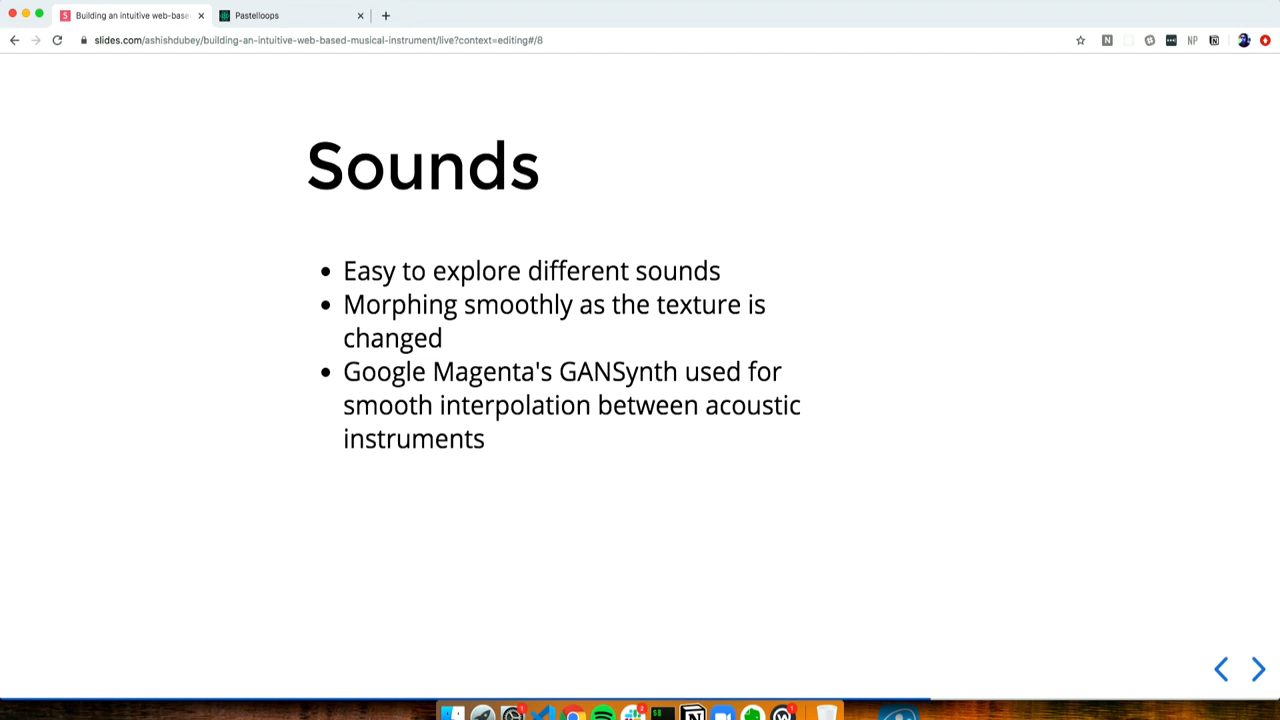 Building an intuitive web-base
Pastelloops
slides.com/ashishdubey/building-an-intuitive-web-based-musical-instrument/live?context=editing#/8
NP
Sounds
Easy to explore different sounds
Morphing smoothly as the texture is
changed
Google Magenta's GANSynth used for
smooth interpolation between acoustic
instruments